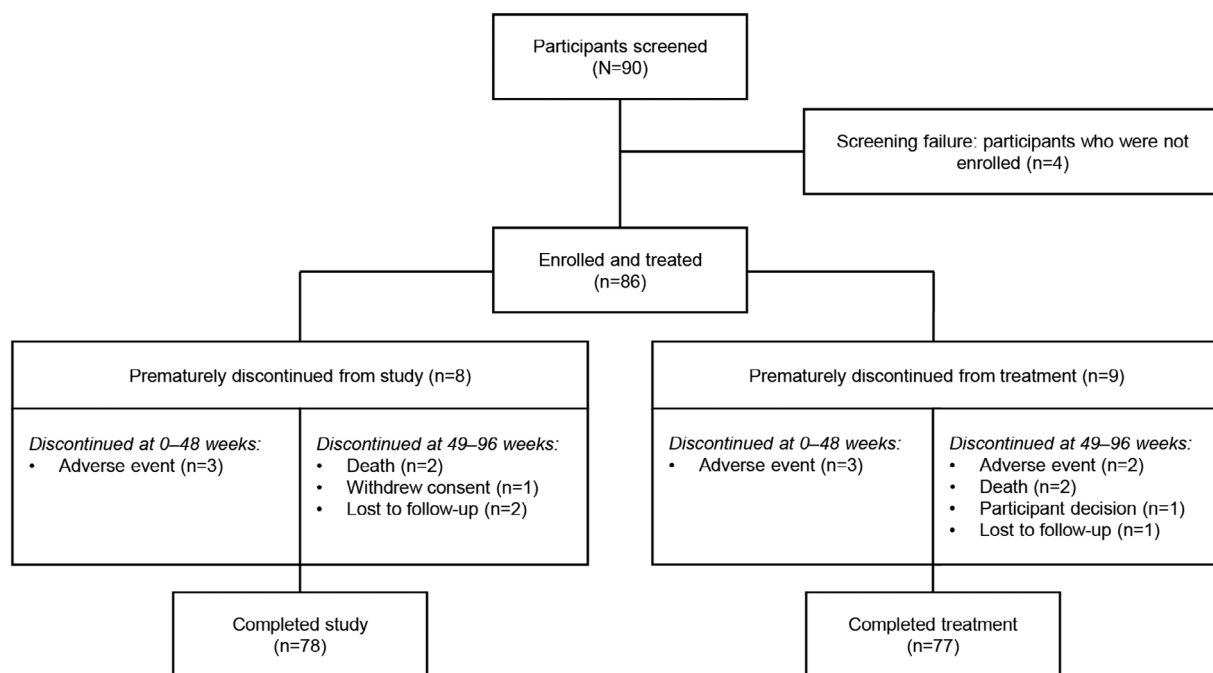 Participants screened
(N=90)
Screening failure: participants who were not
enrolled (n=4)
Enrolled and treated
(n=86)
Prematurely discontinued from study (n=8)
Discontinued at 0–48 weeks:
• Adverse event (n=3)
Discontinued at 49–96 weeks:
• Death (n=2)
• Withdrew consent (n=1)
• Lost to follow-up (n=2)
Prematurely discontinued from treatment (n=9)
Discontinued at 0–48 weeks:
• Adverse event (n=3)
Discontinued at 49–96 weeks:
• Adverse event (n=2)
• Death (n=2)
• Participant decision (n=1)
• Lost to follow-up (n=1)
Completed study
(n=78)
Completed treatment
(n=77)